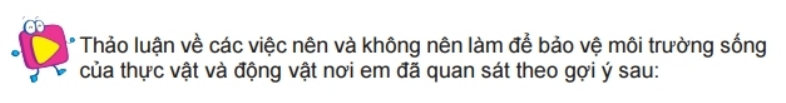 Thảo luận về các việc nên và không nên làm để bảo vệ môi trường sống
của thực vật và động vật nơi em đã quan sát theo gợi ý sau: